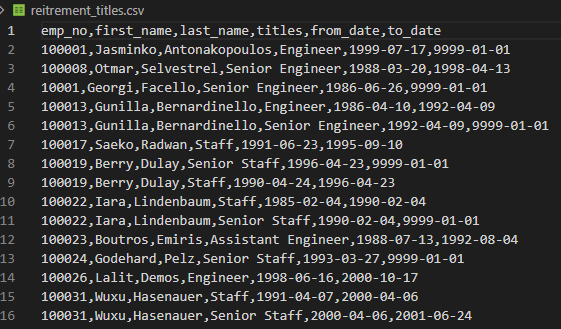 reitrement_titles.csv
1 emp_no,first_name,last_name,titles,from_date,to_date
2 100001,Jasminko,Antonakopoulos,Engineer,1999-07-17,9999-01-01
3 100008,Otmar,Selvestrel,Senior Engineer,1988-03-20,1998-04-13
4 10001,Georgi,Facello,Senior Engineer,1986-06-26,9999-01-01
5 100013,Gunilla,Bernardinello,Engineer,1986-04-10,1992-04-09
6 100013,Gunilla,Bernardinello,Senior Engineer,1992-04-09,9999-01-01
7 100017,Saeko,Radwan,Staff,1991-06-23,1995-09-10
8 100019,Berry,Dulay,Senior Staff,1996-04-23,9999-01-01
9 100019,Berry,Dulay,Staff,1990-04-24,1996-04-23
10 100022,Iara,Lindenbaum,Staff,1985-02-04,1990-02-04
11 100022,Iara,Lindenbaum,Senior Staff,1990-02-04,9999-01-01
12 100023,Boutros,Emiris,Assistant Engineer,1988-07-13,1992-08-04
13 100024,Godehard,Pelz,Senior Staff,1993-03-27,9999-01-01
14 100026,Lalit,Demos,Engineer,1998-06-16,2000-10-17
15 100031,Wuxu,Hasenauer,Staff,1991-04-07,2000-04-06
16 100031,Wuxu,Hasenauer,Senior Staff,2000-04-06,2001-06-24